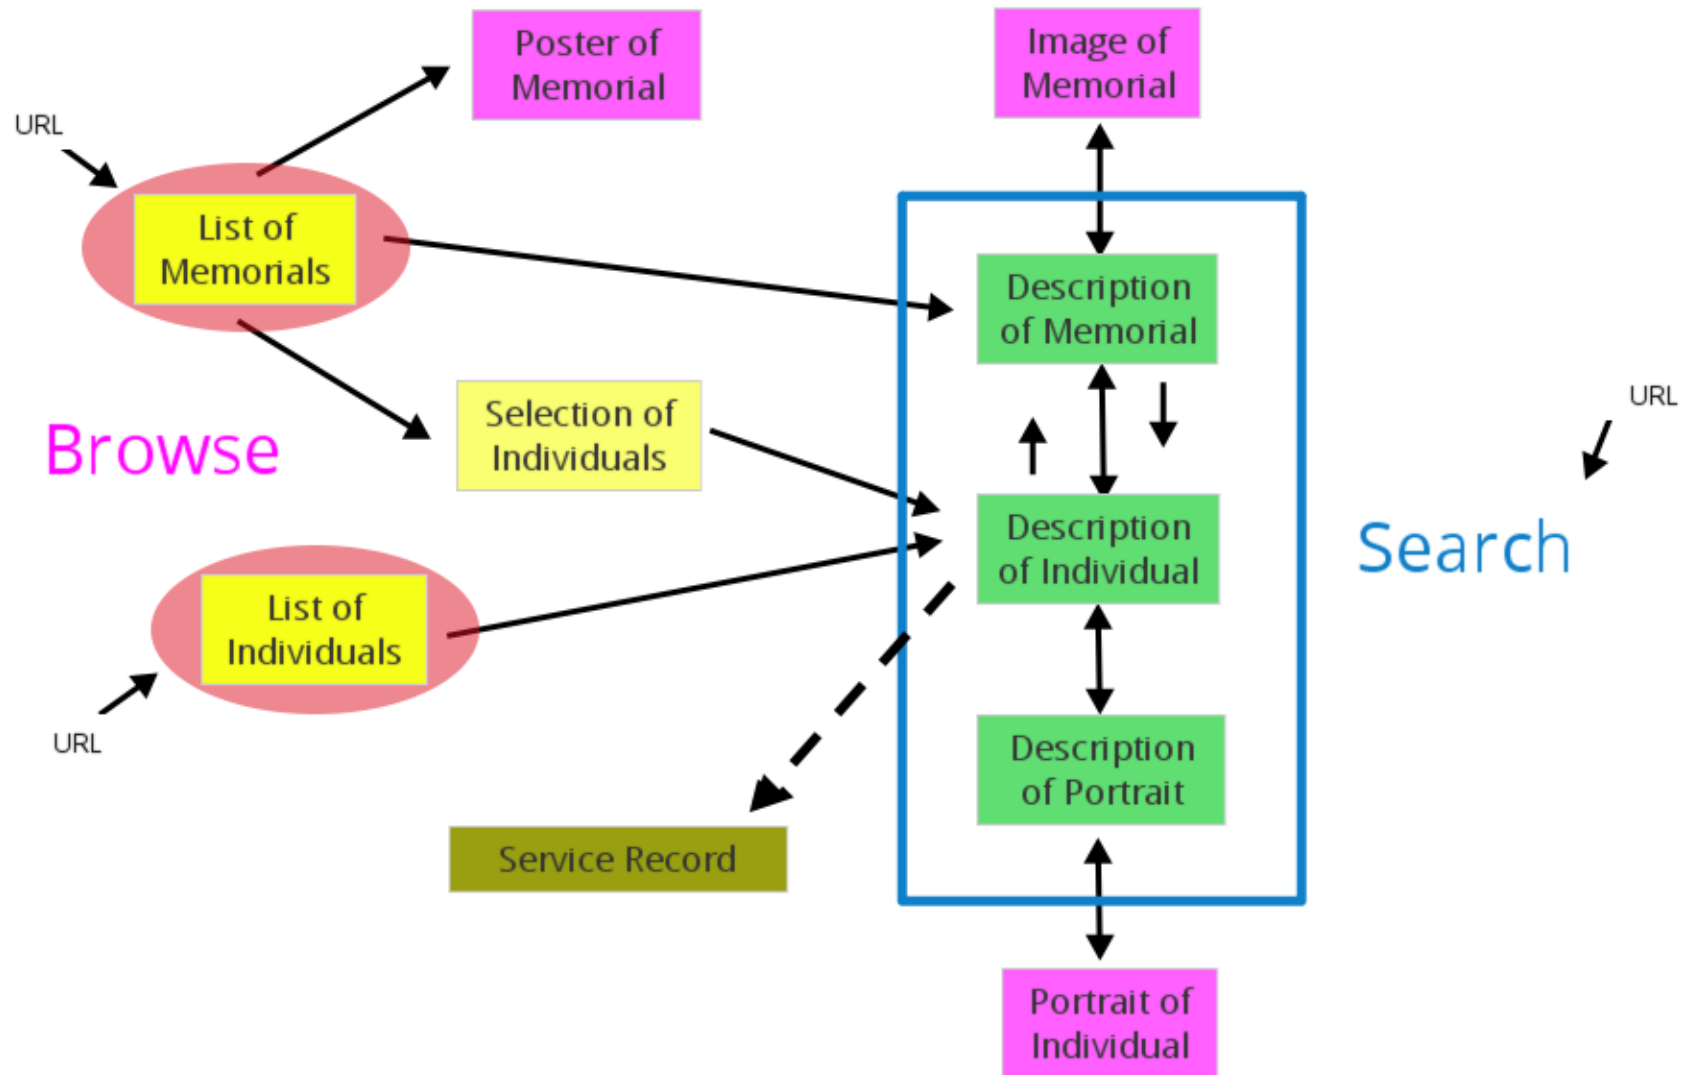 Poster of
Memorial
Image of
Memorial
URL
List of
Memorials
Description
of Memorial
Selection of
Individuals
URL
Browse
Description
of Individual
Search
List of
Individuals
URL
Description
of Portrait
Service Record
Portrait of
Individual